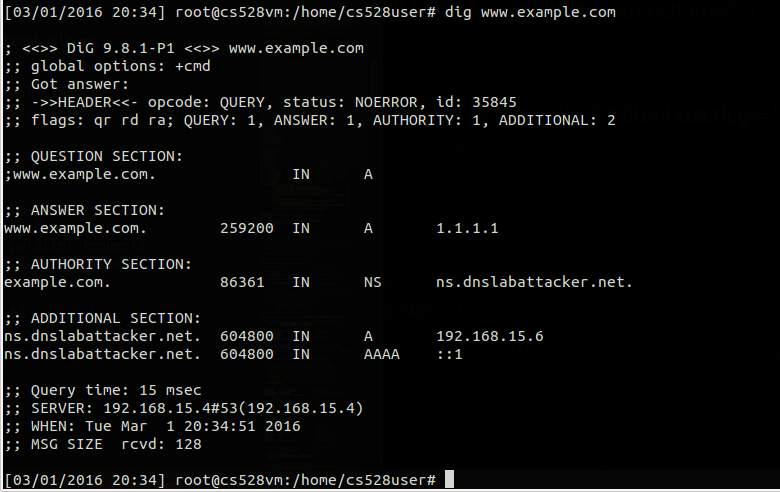 [03/01/2016 20:34] root@cs528vm:/home/cs528user# dig www.example.com
; <<>> DiG 9.8.1-P1 <<>> www.example.com
;; global options: +cmd
;; Got answer:
;; ->>HEADER<<- opcode: QUERY, status: NOERROR, id: 35845
;; flags: qr rd ra; QUERY: 1, ANSWER: 1, AUTHORITY: 1, ADDITIONAL: 2
;; QUESTION SECTION:
;www.example.com. IN A
;; ANSWER SECTION:
www.example.com. 259200 IN A 1.1.1.1
;; AUTHORITY SECTION:
example.com. 86361 IN NS ns.dnslabattacker.net.
;; ADDITIONAL SECTION:
ns.dnslabattacker.net. 604800 IN A 192.168.15.6
ns.dnslabattacker.net. 604800 IN AAAA ::1
;; Query time: 15 msec
;; SERVER: 192.168.15.4#53(192.168.15.4)
;; WHEN: Tue Mar 1 20:34:51 2016
;; MSG SIZE rcvd: 128
[03/01/2016 20:34] root@cs528vm:/home/cs528user#